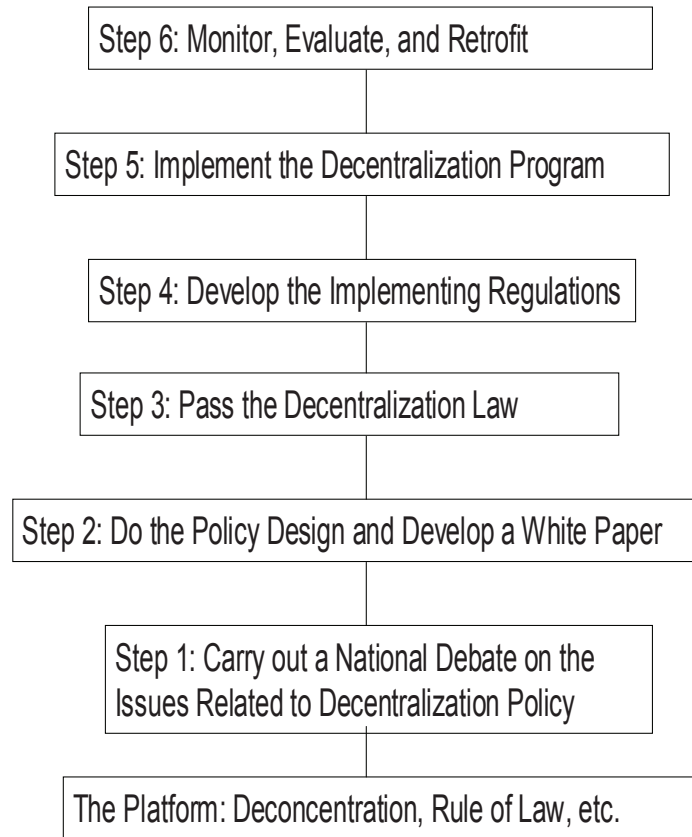 Step 6: Monitor, Evaluate, and Retrofit
Step 5: Implement the Decentralization Program
Step 4: Develop the Implementing Regulations
Step 3: Pass the Decentralization Law
Step 2: Do the Policy Design and Develop a White Paper
Step 1: Carry out a National Debate on the
Issues Related to Decentralization Policy
The Platform: Deconcentration, Rule of Law, etc.